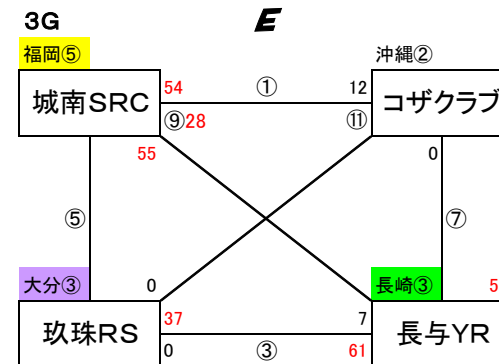 3G E
福岡⑤ 沖縄②
城南SRC 54 ① 12 コザクラブ
⑨28 ⑪
55 0
⑤ ⑦
大分③ 0 長崎③ 5
玖珠RS 37 7 長与YR
0 ③ 61